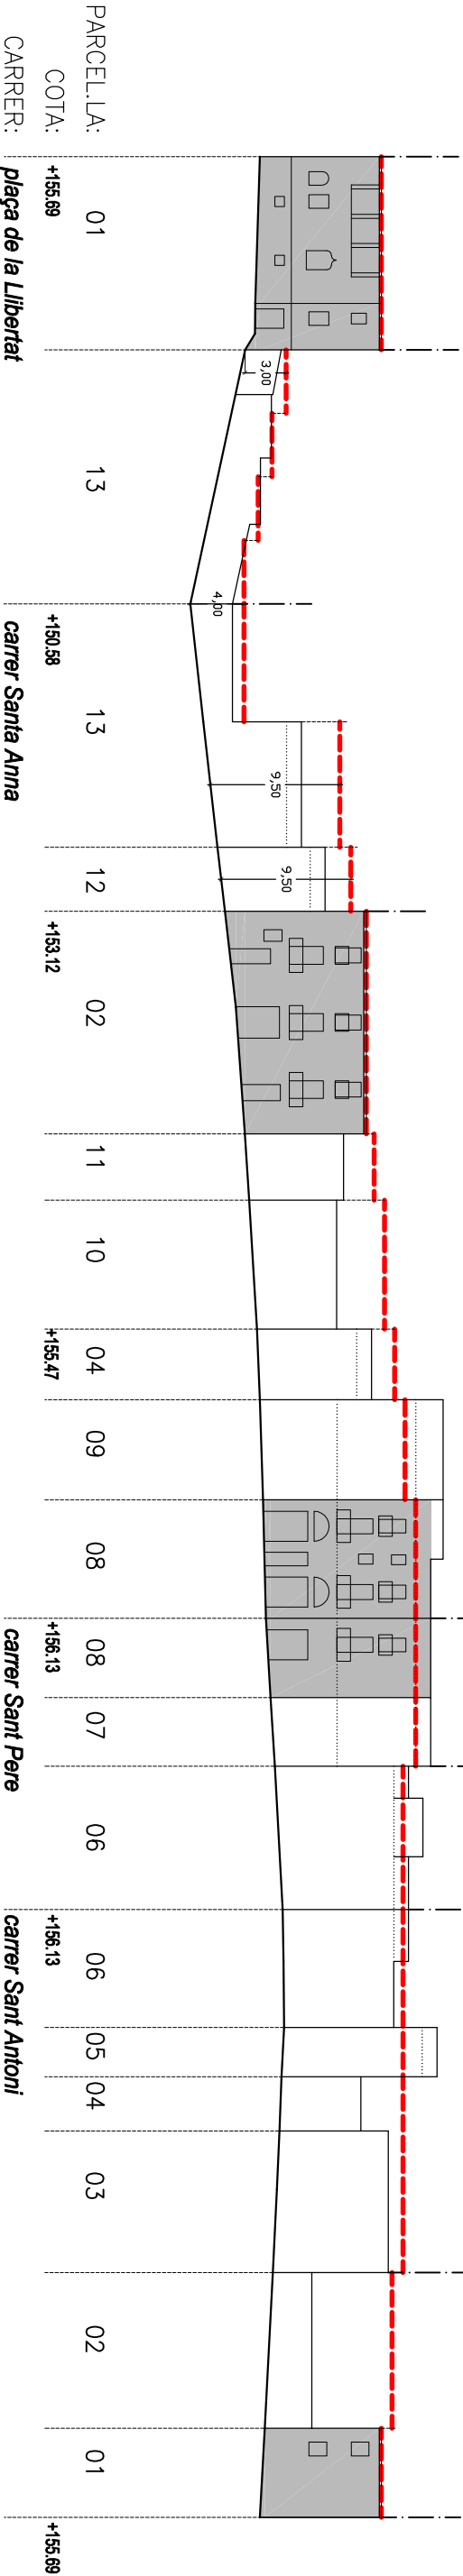 3,00
4,00
9,50
9,50
PARCEL.LA: 01 13 13 12 02 11 10 04 09 08 08 07 06 06 05 04 03 02 01
COTA: +155.69 +150.58 +153.12 +155.47 +156.13 +156.13 +155.69
CARRER: plaça de la Llibertat carrer Santa Anna carrer Sant Pere carrer Sant Antoni